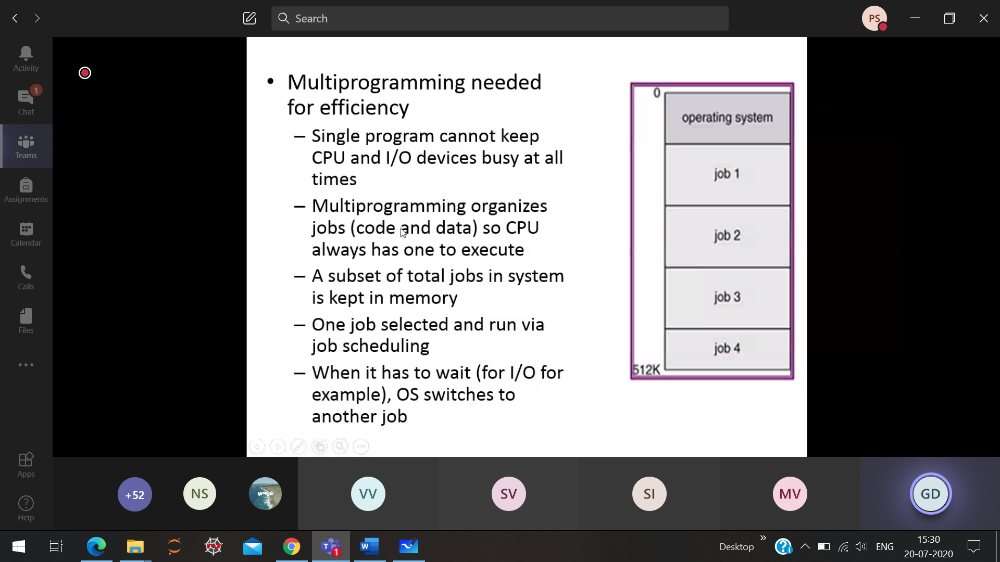 Search
PS
Activity
1
Chat
Teams
Assignments
Calendar
Calls
Files
Apps
Help
• Multiprogramming needed
for efficiency
– Single program cannot keep
CPU and I/O devices busy at all
times
– Multiprogramming organizes
jobs (code and data) so CPU
always has one to execute
– A subset of total jobs in system
is kept in memory
– One job selected and run via
job scheduling
– When it has to wait (for I/O for
example), OS switches to
another job
0
operating system
job 1
job 2
job 3
job 4
512K
+52
NS
WAVE
VV
SV
SI
MV
GD
T
1
W
Desktop
»
ENG
15:30
20-07-2020